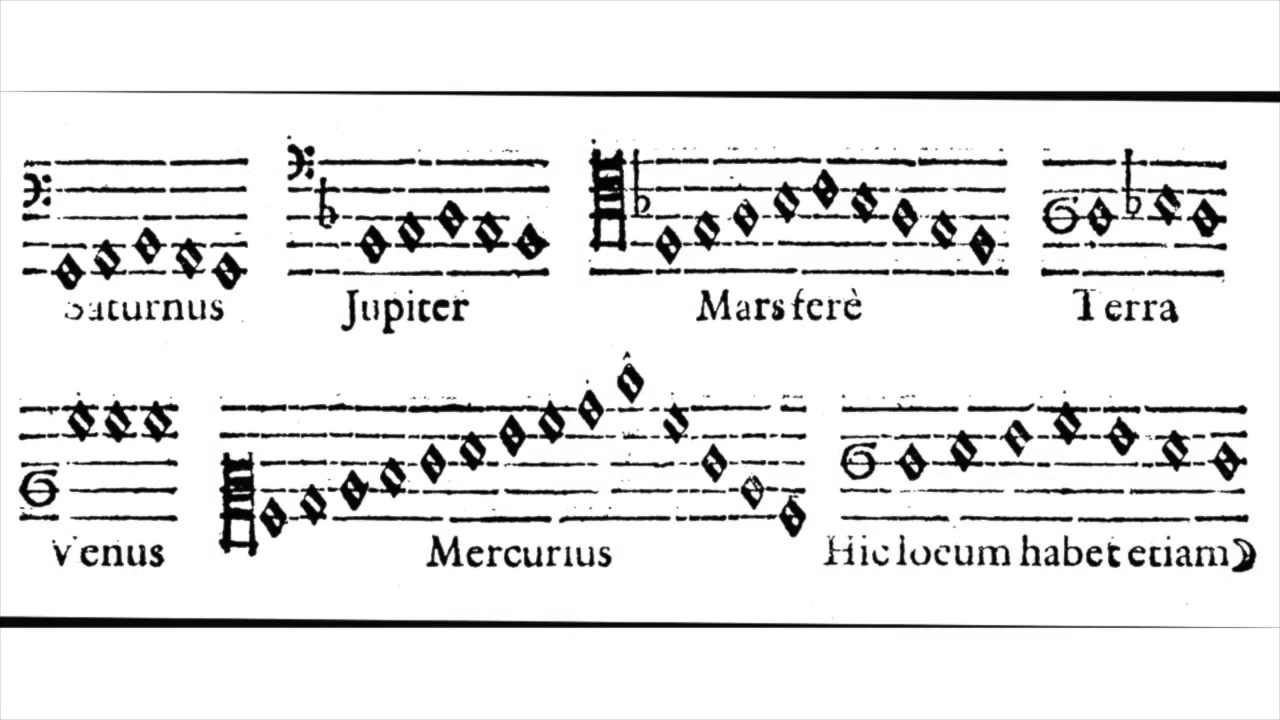 Saturnus Jupiter Mars ferè Terra
Venus Mercurius Hic locum habet etiam ☽